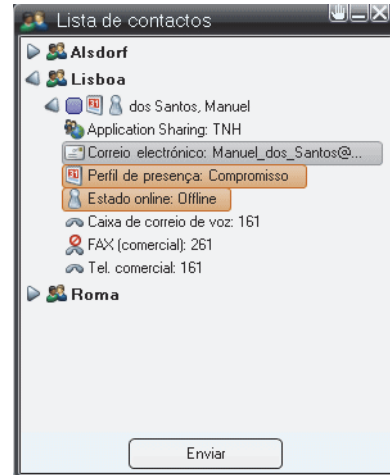 Lista de contactos
Alsdorf
Lisboa
dos Santos, Manuel
Application Sharing: TNH
Correio electrónico: Manuel_dos_Santos@...
Perfil de presença: Compromisso
Estado online: Offline
Caixa de correio de voz: 161
FAX (comercial): 261
Tel. comercial: 161
Roma
Enviar